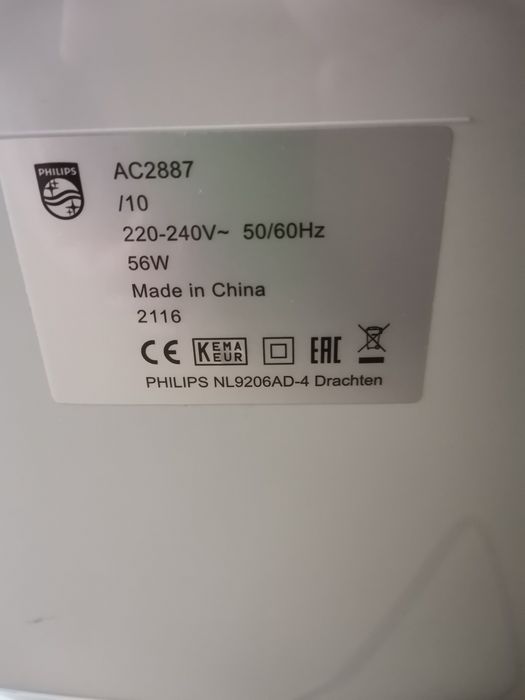 PHILIPS
AC2887
/10
220-240V~ 50/60Hz
56W
Made in China
2116
CE KEMA EUR EAC
PHILIPS NL9206AD-4 Drachten